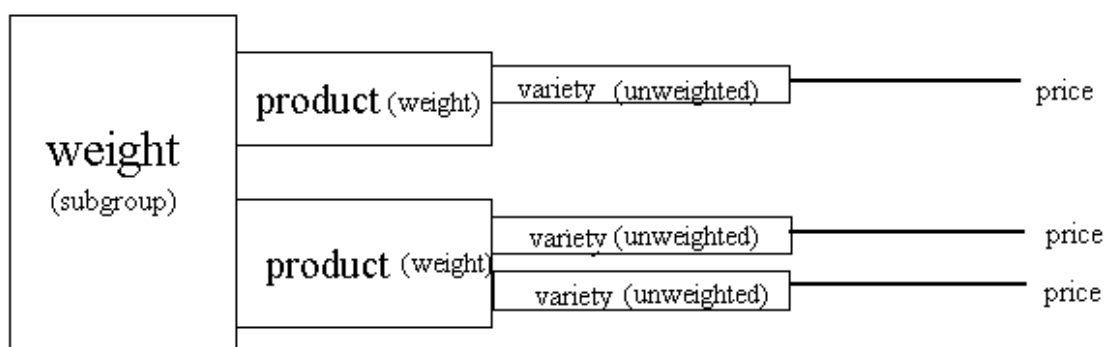 weight
(subgroup)
product (weight)
variety (unweighted)
price
product (weight)
variety (unweighted)
price
variety (unweighted)
price